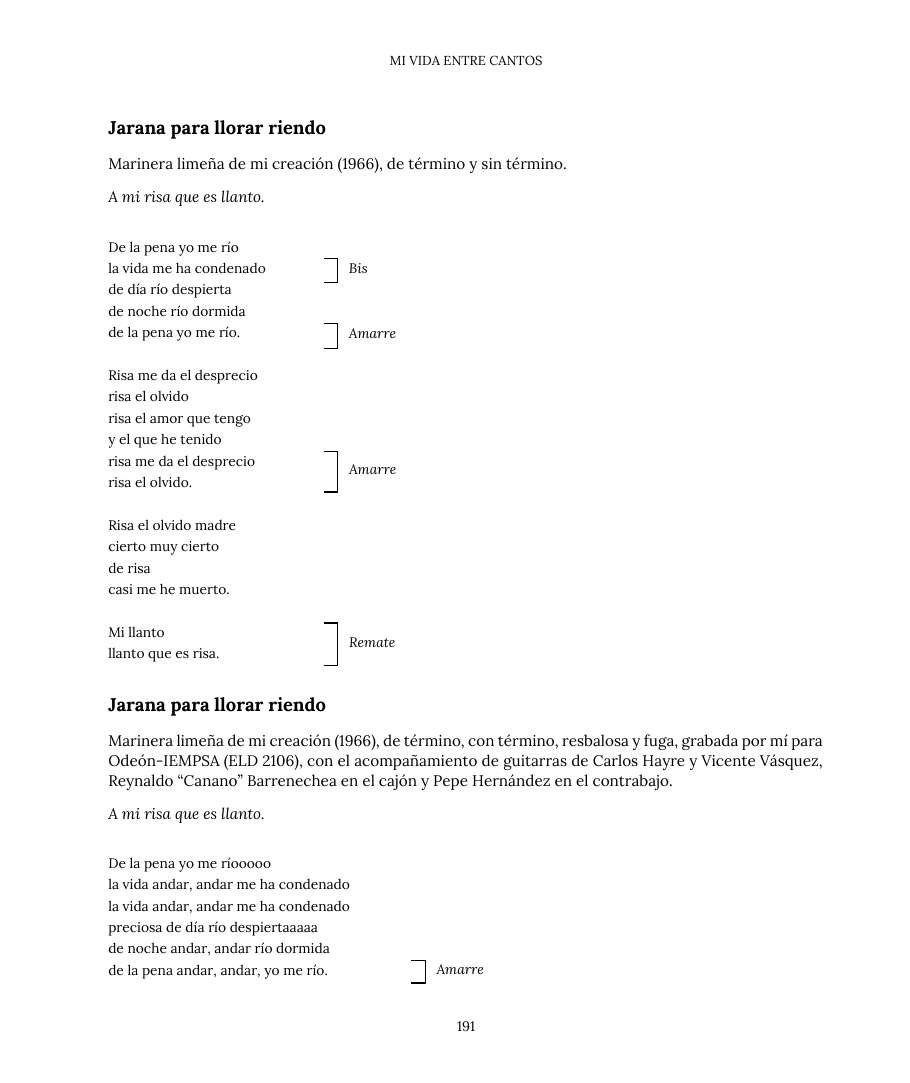 MI VIDA ENTRE CANTOS
Jarana para llorar riendo
Marinera limeña de mi creación (1966), de término y sin término.
A mi risa que es llanto.
De la pena yo me río
la vida me ha condenado Bis
de día río despierta
de noche río dormida
de la pena yo me río. Amarre
Risa me da el desprecio
risa el olvido
risa el amor que tengo
y el que he tenido
risa me da el desprecio Amarre
risa el olvido.
Risa el olvido madre
cierto muy cierto
de risa
casi me he muerto.
Mi llanto Remate
llanto que es risa.
Jarana para llorar riendo
Marinera limeña de mi creación (1966), de término, con término, resbalosa y fuga, grabada por mí para
Odeón-IEMPSA (ELD 2106), con el acompañamiento de guitarras de Carlos Hayre y Vicente Vásquez,
Reynaldo “Canano” Barrenechea en el cajón y Pepe Hernández en el contrabajo.
A mi risa que es llanto.
De la pena yo me ríooooo
la vida andar, andar me ha condenado
la vida andar, andar me ha condenado
preciosa de día río despiertaaaaa
de noche andar, andar río dormida
de la pena andar, andar, yo me río. Amarre
191